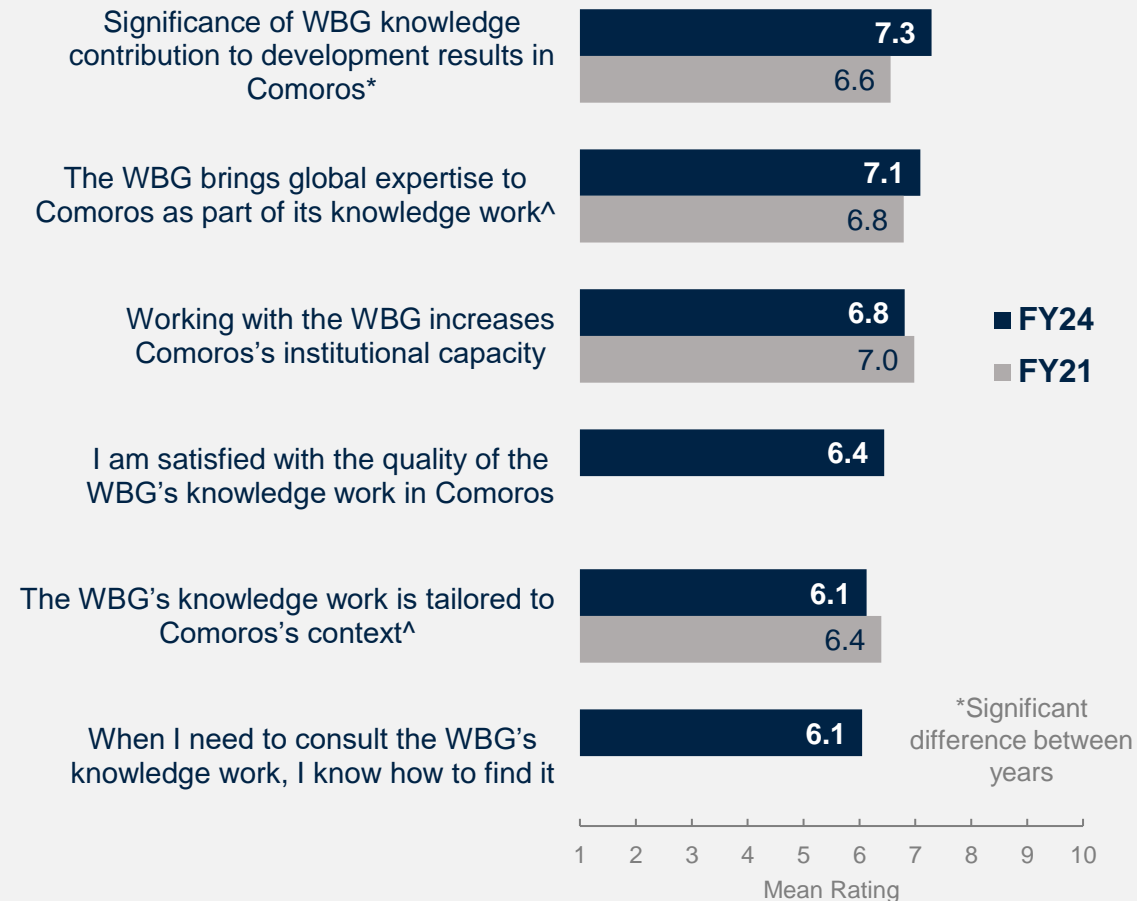 Significance of WBG knowledge
contribution to development results in
Comoros*
7.3
6.6
The WBG brings global expertise to
Comoros as part of its knowledge work^
7.1
6.8
Working with the WBG increases
Comoros's institutional capacity
6.8
7.0
FY24
FY21
I am satisfied with the quality of the
WBG's knowledge work in Comoros
6.4
The WBG's knowledge work is tailored to
Comoros's context^
6.1
6.4
When I need to consult the WBG's
knowledge work, I know how to find it
6.1
*Significant
difference between
years
1 2 3 4 5 6 7 8 9 10
Mean Rating